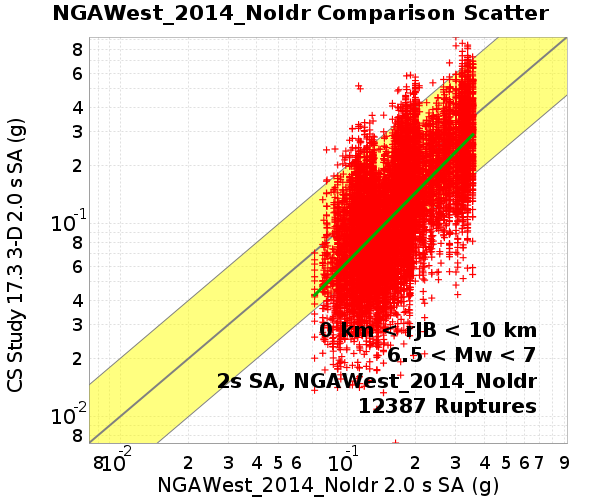 NGAWest_2014_NoIdr Comparison Scatter
CS Study 17.3 3-D 2.0 s SA (g)
8
6
4
3
2
10-1
8
6
4
3
2
10-2
8
0 km < rJB < 10 km
6.5 < Mw < 7
2s SA, NGAWest_2014_NoIdr
12387 Ruptures
8 10-2 2 3 4 5 6 10-1 2 3 4 5 6 7 9
NGAWest_2014_NoIdr 2.0 s SA (g)